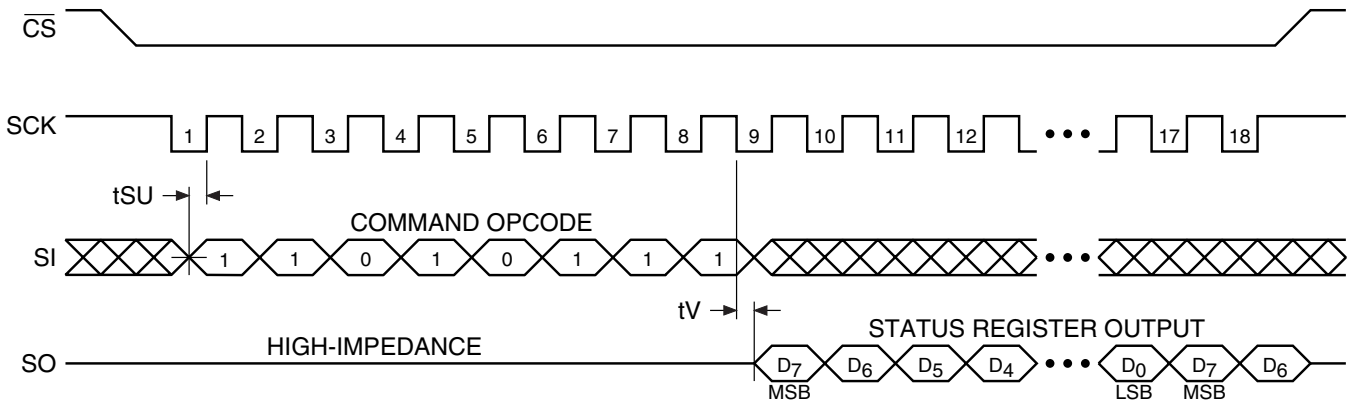 CS
SCK
1 2 3 4 5 6 7 8 9 10 11 12 ••• 17 18
tSU
COMMAND OPCODE
SI
1 1 0 1 0 1 1 1 •••
tV
HIGH-IMPEDANCE
STATUS REGISTER OUTPUT
SO
D7 D6 D5 D4 ••• D0 D7 D6
MSB LSB MSB